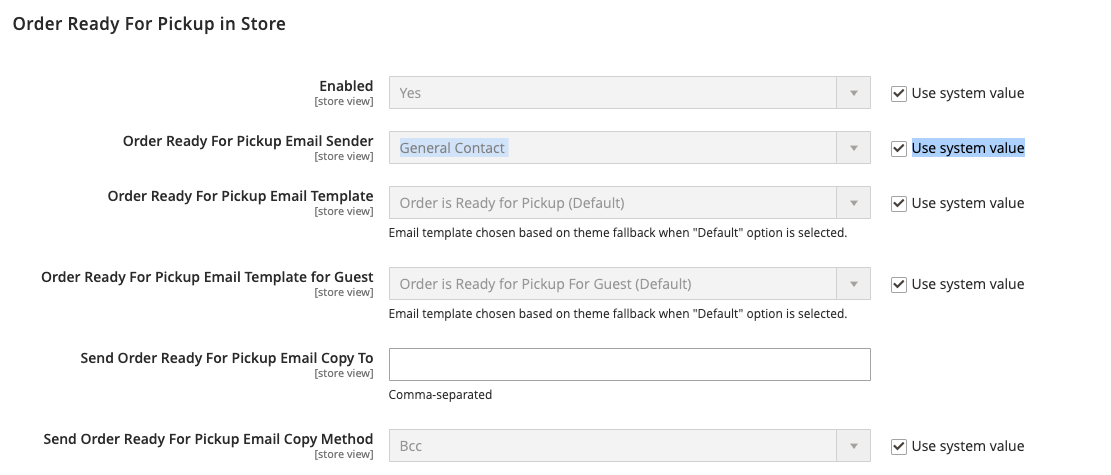 Order Ready For Pickup in Store
Enabled
[store view]
Yes
Use system value
Order Ready For Pickup Email Sender
[store view]
General Contact
Use system value
Order Ready For Pickup Email Template
[store view]
Order is Ready for Pickup (Default)
Use system value
Email template chosen based on theme fallback when "Default" option is selected.
Order Ready For Pickup Email Template for Guest
[store view]
Order is Ready for Pickup For Guest (Default)
Use system value
Email template chosen based on theme fallback when "Default" option is selected.
Send Order Ready For Pickup Email Copy To
[store view]
Comma-separated
Send Order Ready For Pickup Email Copy Method
[store view]
Bcc
Use system value